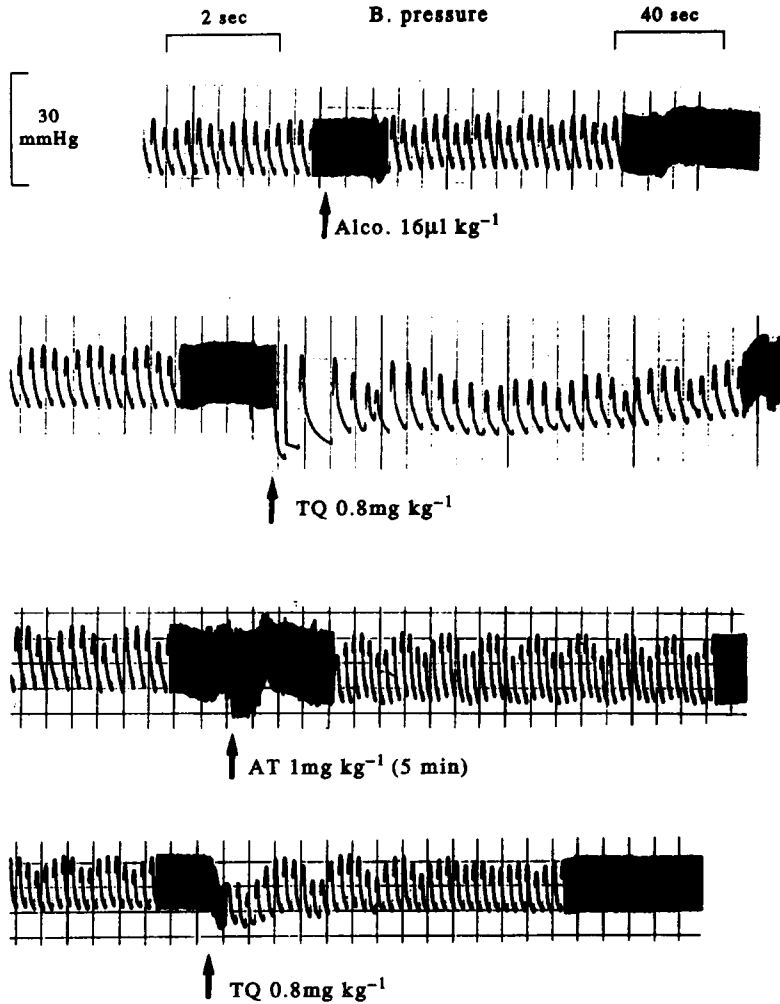 2 sec B. pressure 40 sec
30
mmHg
Alco. 16µl kg⁻¹
TQ 0.8mg kg⁻¹
AT 1mg kg⁻¹ (5 min)
TQ 0.8mg kg⁻¹